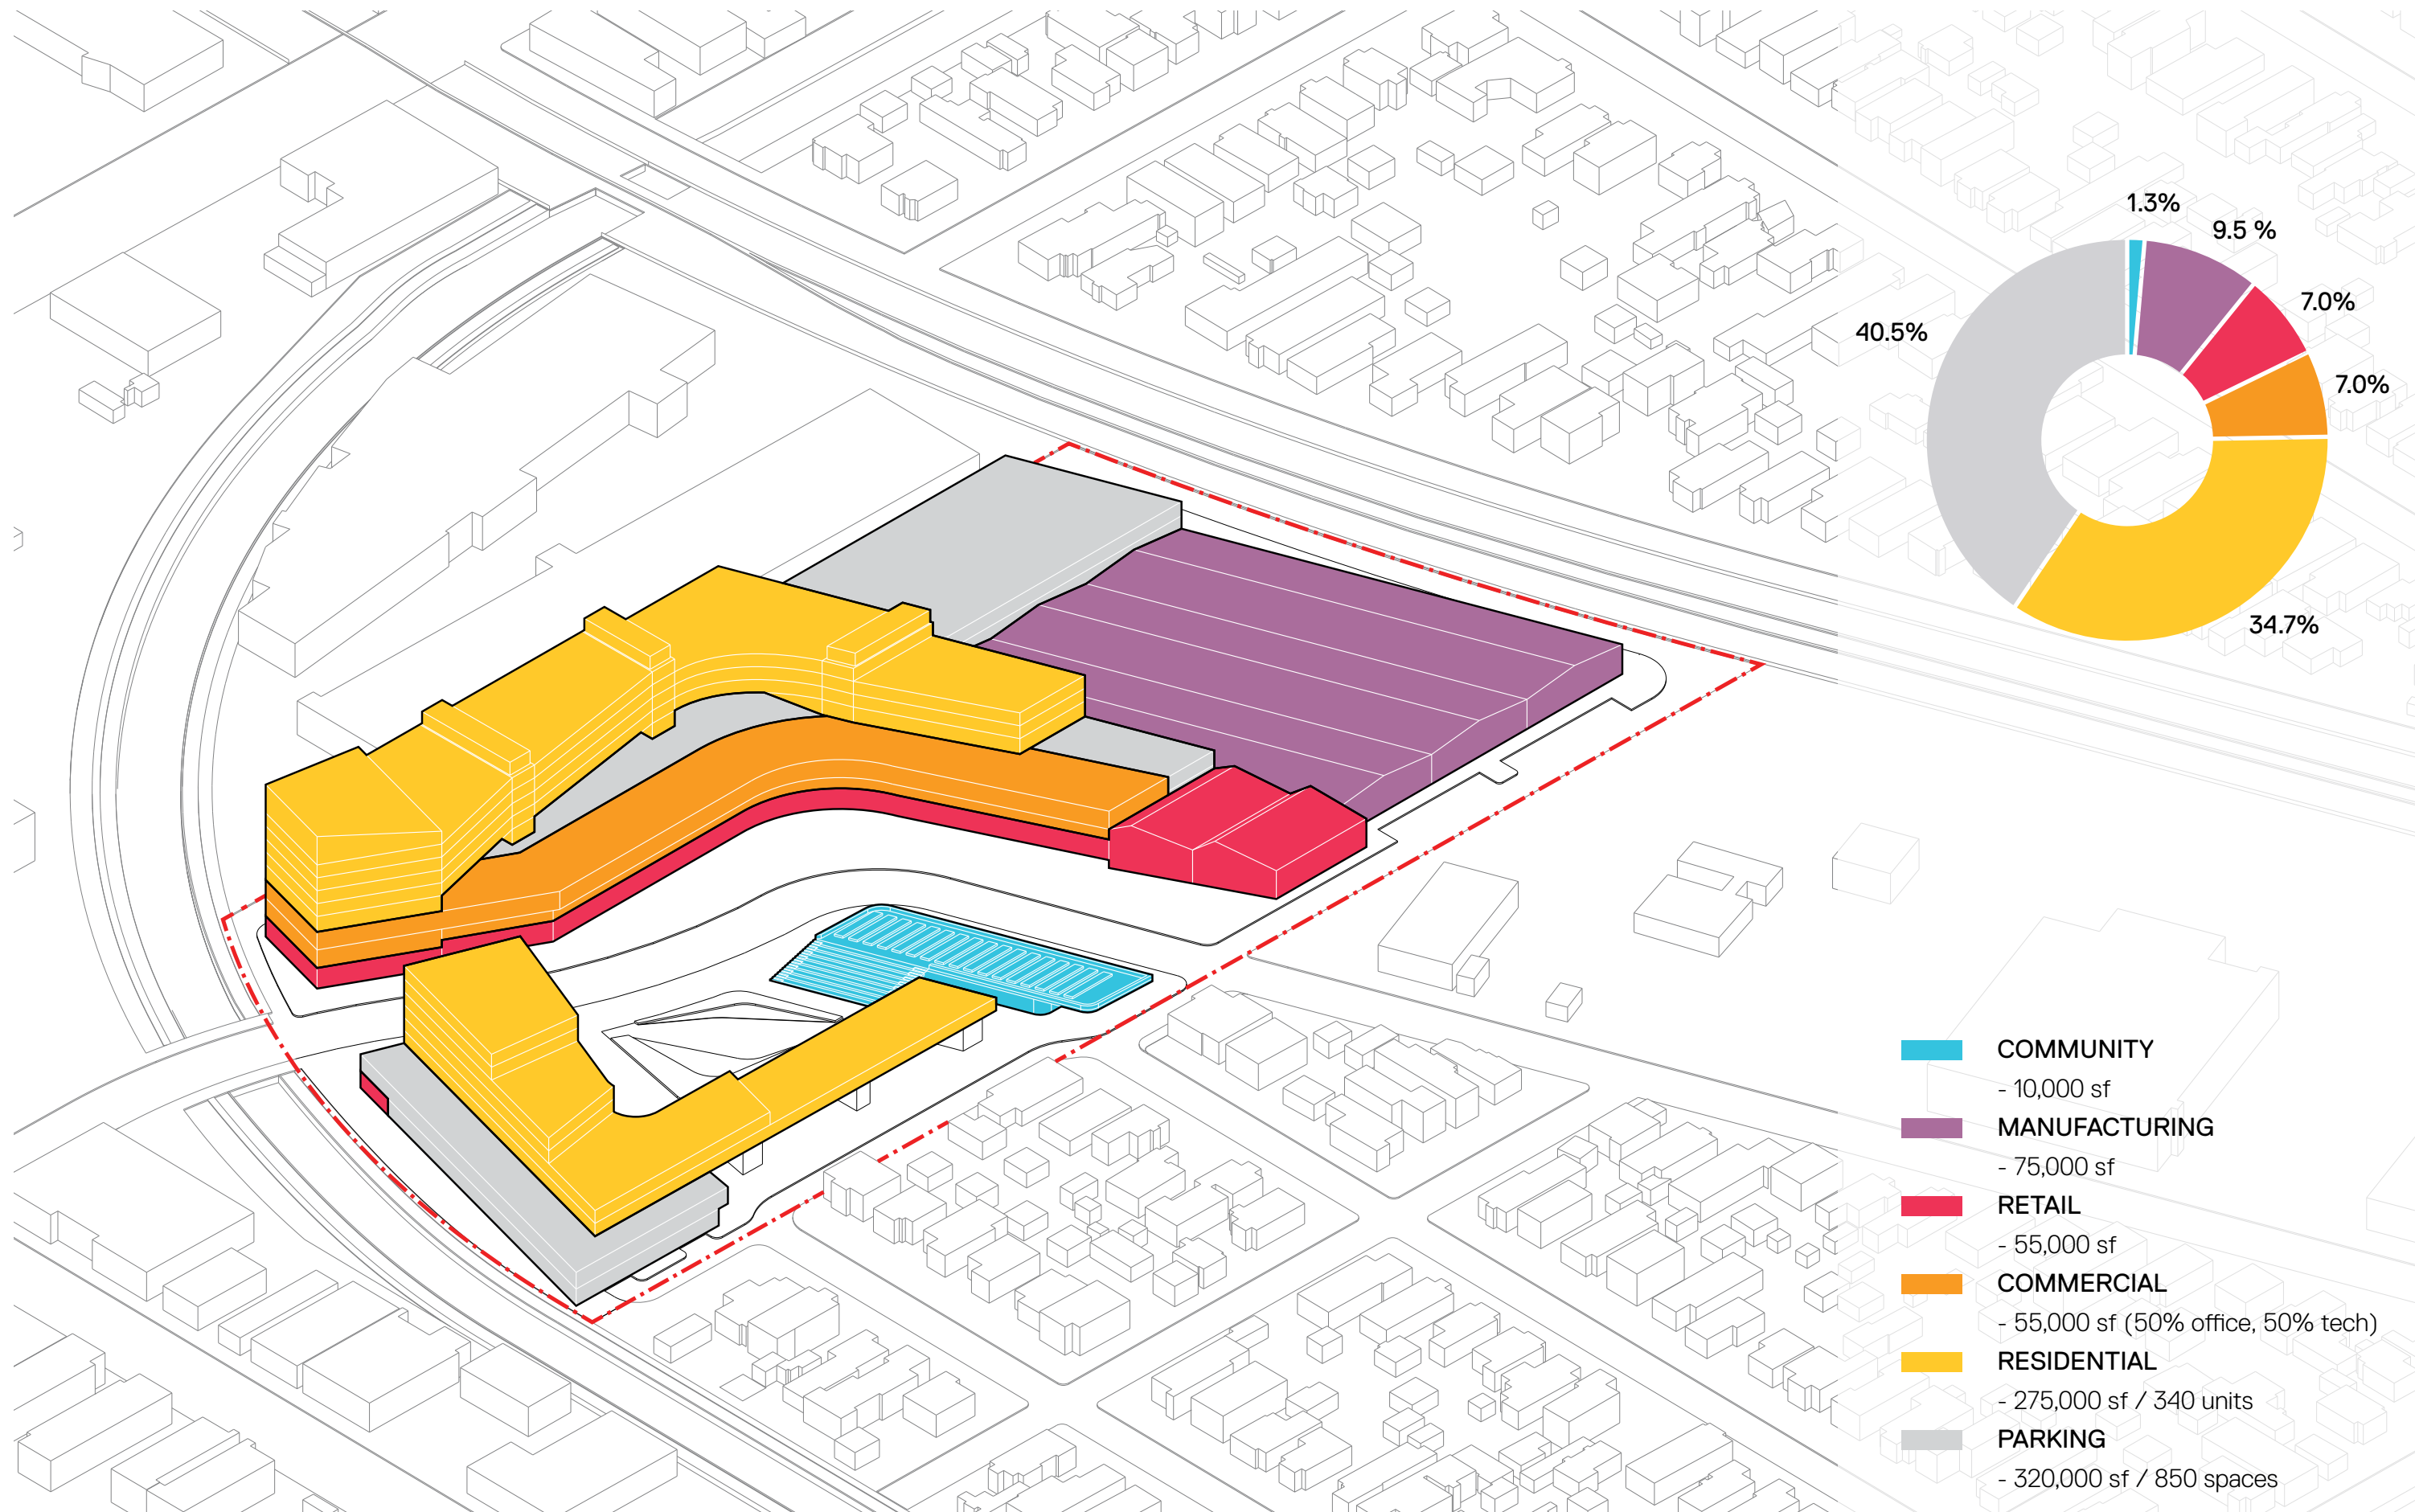 1.3%
9.5 %
7.0%
40.5%
7.0%
34.7%
COMMUNITY
- 10,000 sf
MANUFACTURING
- 75,000 sf
RETAIL
- 55,000 sf
COMMERCIAL
- 55,000 sf (50% office, 50% tech)
RESIDENTIAL
- 275,000 sf / 340 units
PARKING
- 320,000 sf / 850 spaces